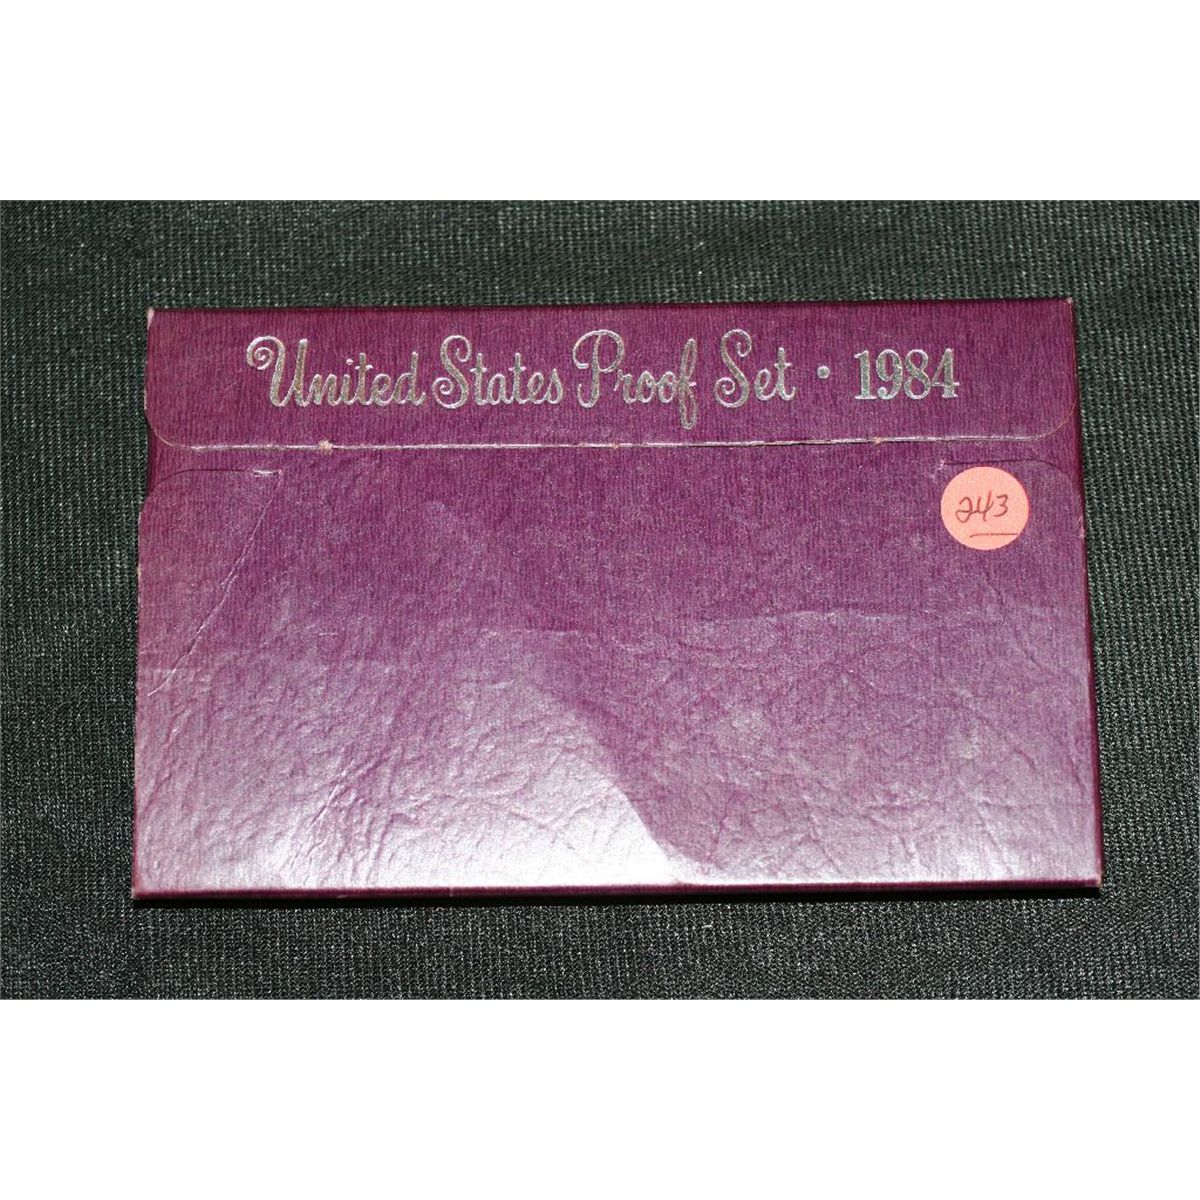 United States Proof Set · 1984
243